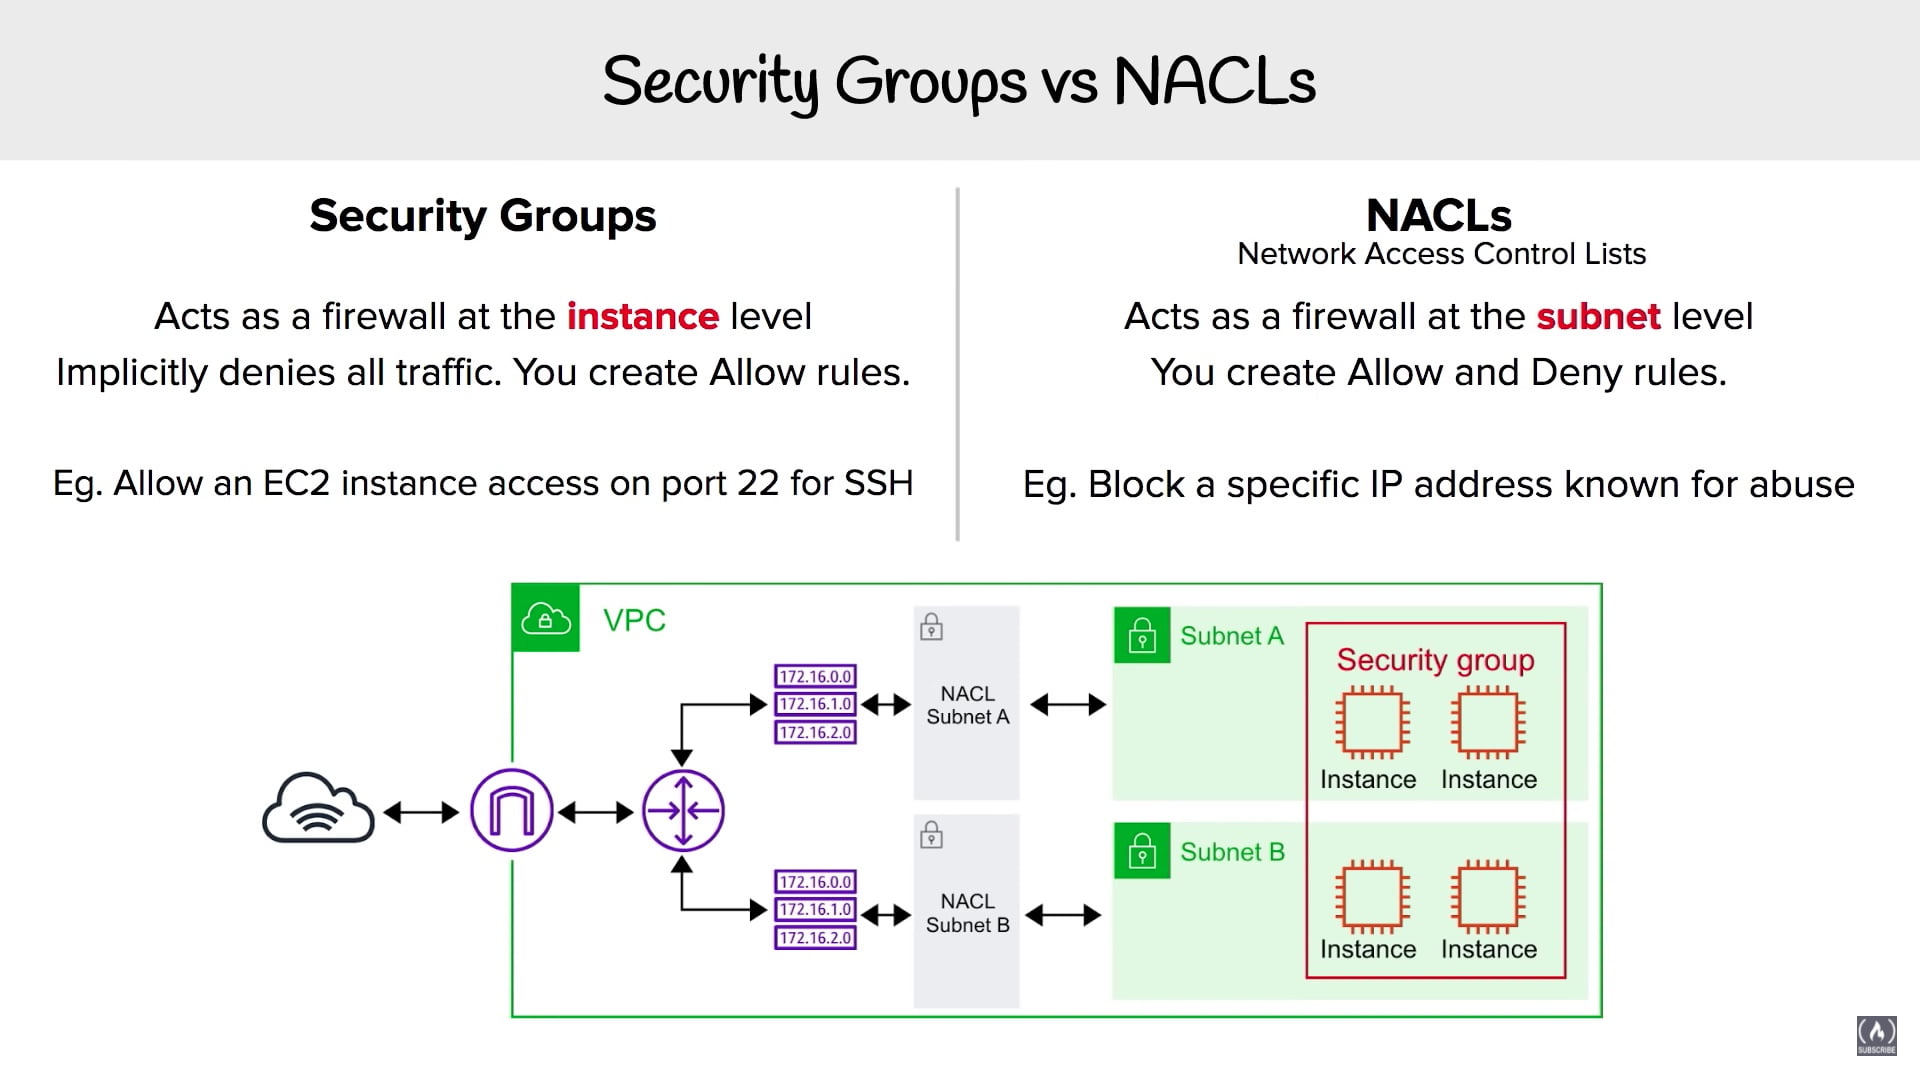 Security Groups vs NACLs
Security Groups
Acts as a firewall at the instance level
Implicitly denies all traffic. You create Allow rules.
Eg. Allow an EC2 instance access on port 22 for SSH
NACLs
Network Access Control Lists
Acts as a firewall at the subnet level
You create Allow and Deny rules.
Eg. Block a specific IP address known for abuse
VPC
172.16.0.0
172.16.1.0
172.16.2.0
NACL
Subnet A
Subnet A
Security group
Instance Instance
172.16.0.0
172.16.1.0
172.16.2.0
NACL
Subnet B
Subnet B
Instance Instance
SUBSCRIBE